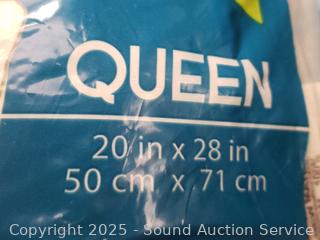 QUEEN
20 in x 28 in
50 cm x 71 cm
Copyright 2025 - Sound Auction Service